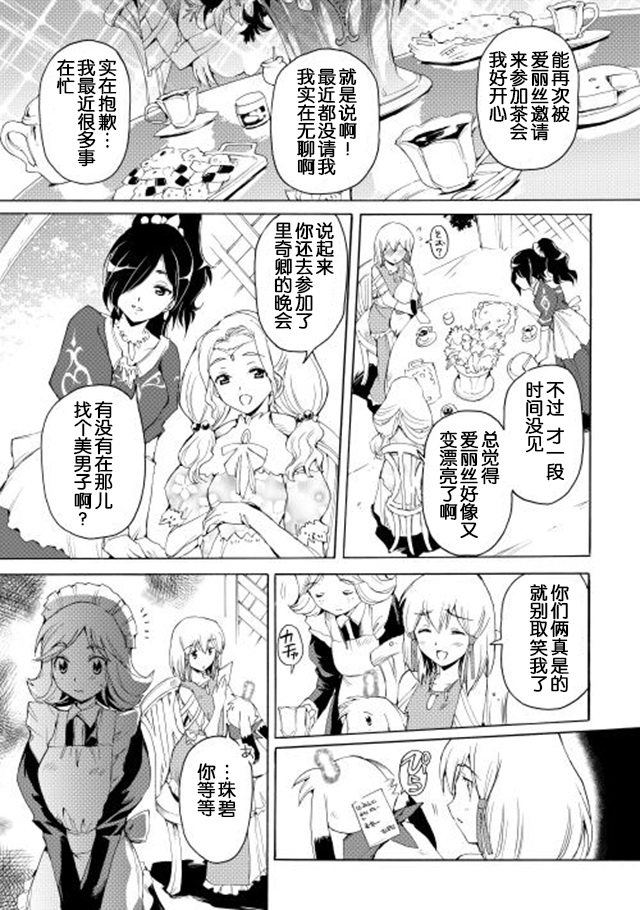 能再次被
爱丽丝邀请
来参加茶会
我好开心
就是说啊！
最近都没请我
我实在无聊啊
实在抱歉…
我最近很多事
在忙
不过 才一段
时间没见
总觉得
爱丽丝好像又
变漂亮了啊
说起来
你还去参加了
里奇卿的晚会
有没有在那儿
找个美男子啊？
你们俩真是的
就别取笑我了
カチャ
ぴら
…珠碧
你等等